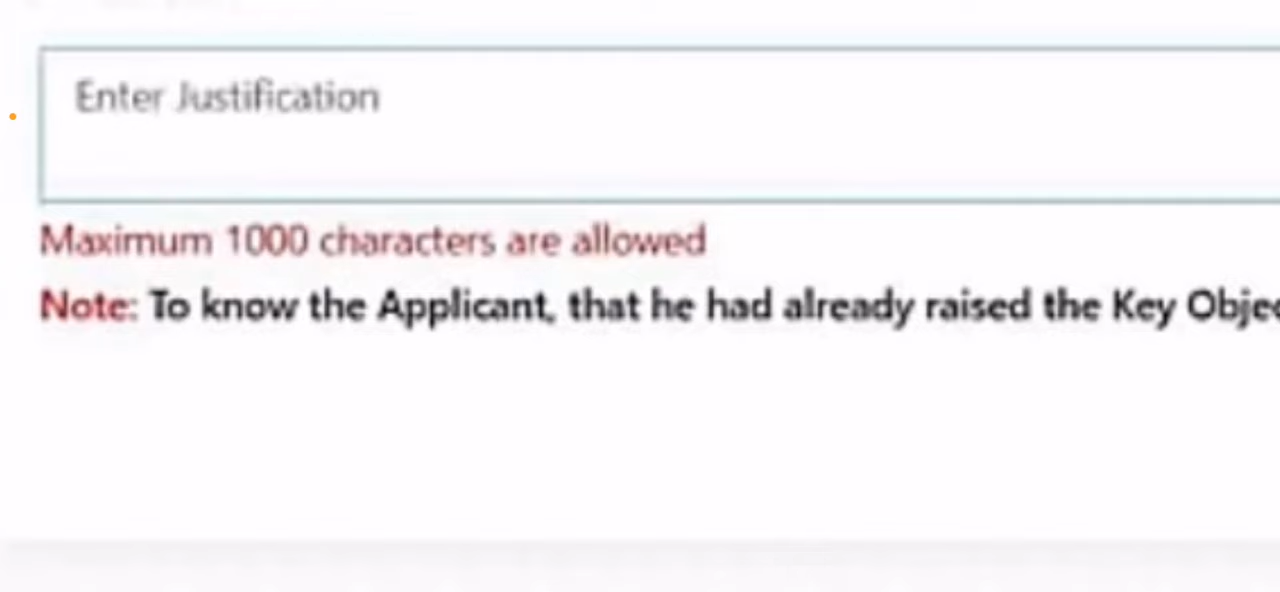 Enter Justification
Maximum 1000 characters are allowed
Note: To know the Applicant, that he had already raised the Key